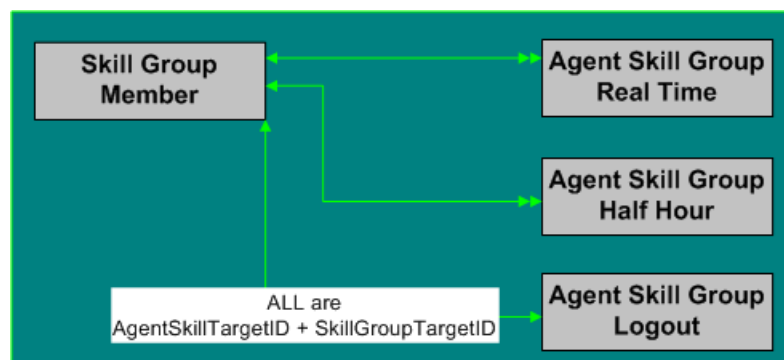 Skill Group
Member
Agent Skill Group
Real Time
Agent Skill Group
Half Hour
ALL are
AgentSkillTargetID + SkillGroupTargetID
Agent Skill Group
Logout